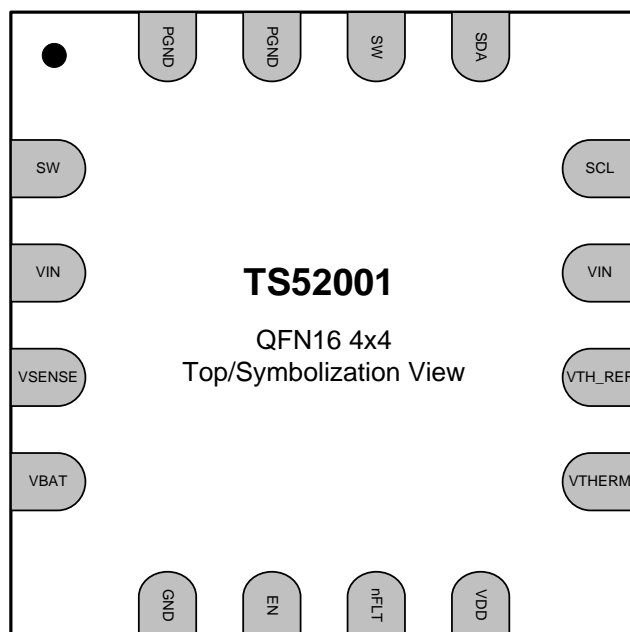 PGND
PGND
SW
SDA
SW
SCL
VIN
VIN
TS52001
QFN16 4x4
Top/Symbolization View
VSENSE
VTH_REF
VBAT
VTHERM
GND
EN
nFLT
VDD